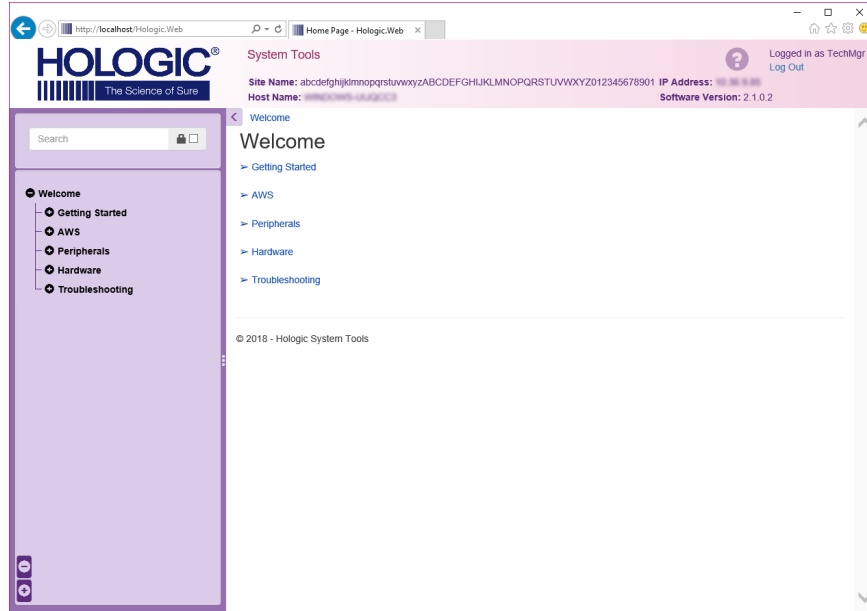 http://localhost/Hologic.Web
Home Page - Hologic.Web
HOLOGIC®
The Science of Sure
System Tools
Logged in as TechMgr
Log Out
Site Name: abcdefghijklmnopqrstuvwxyzABCDEFGHIJKLMNOPQRSTUVWXYZ012345678901 IP Address:
Host Name:
Software Version: 2.1.0.2
Search
Welcome
Getting Started
AWS
Peripherals
Hardware
Troubleshooting
Welcome
Welcome
➢ Getting Started
➢ AWS
➢ Peripherals
➢ Hardware
➢ Troubleshooting
© 2018 - Hologic System Tools